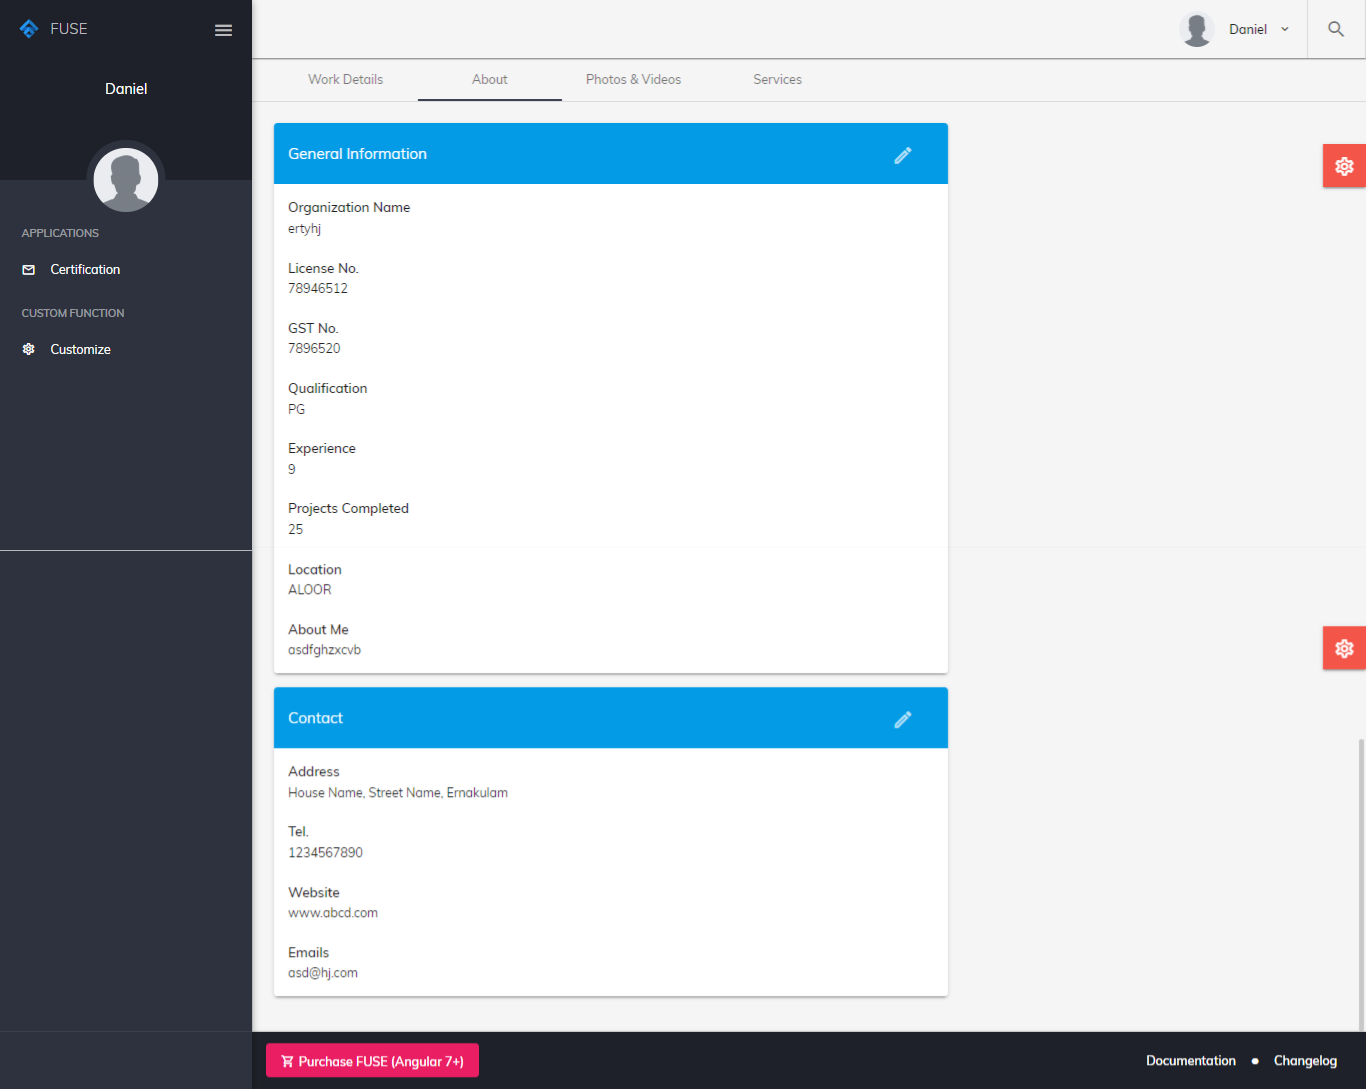 FUSE
Daniel
Daniel
APPLICATIONS
Certification
CUSTOM FUNCTION
Customize
Work Details
About
Photos & Videos
Services
General Information
Organization Name
ertyhj
License No.
78946512
GST No.
7896520
Qualification
PG
Experience
9
Projects Completed
25
Location
ALOOR
About Me
asdfghzxcvb
Contact
Address
House Name, Street Name, Ernakulam
Tel.
1234567890
Website
www.abcd.com
Emails
asd@hj.com
Purchase FUSE (Angular 7+)
Documentation • Changelog